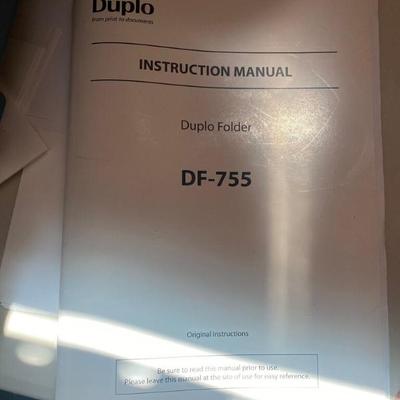 Duplo
from print to documents
INSTRUCTION MANUAL
Duplo Folder
DF-755
Original Instructions
Be sure to read this manual prior to use.
Please leave this manual at the site of use for easy reference.